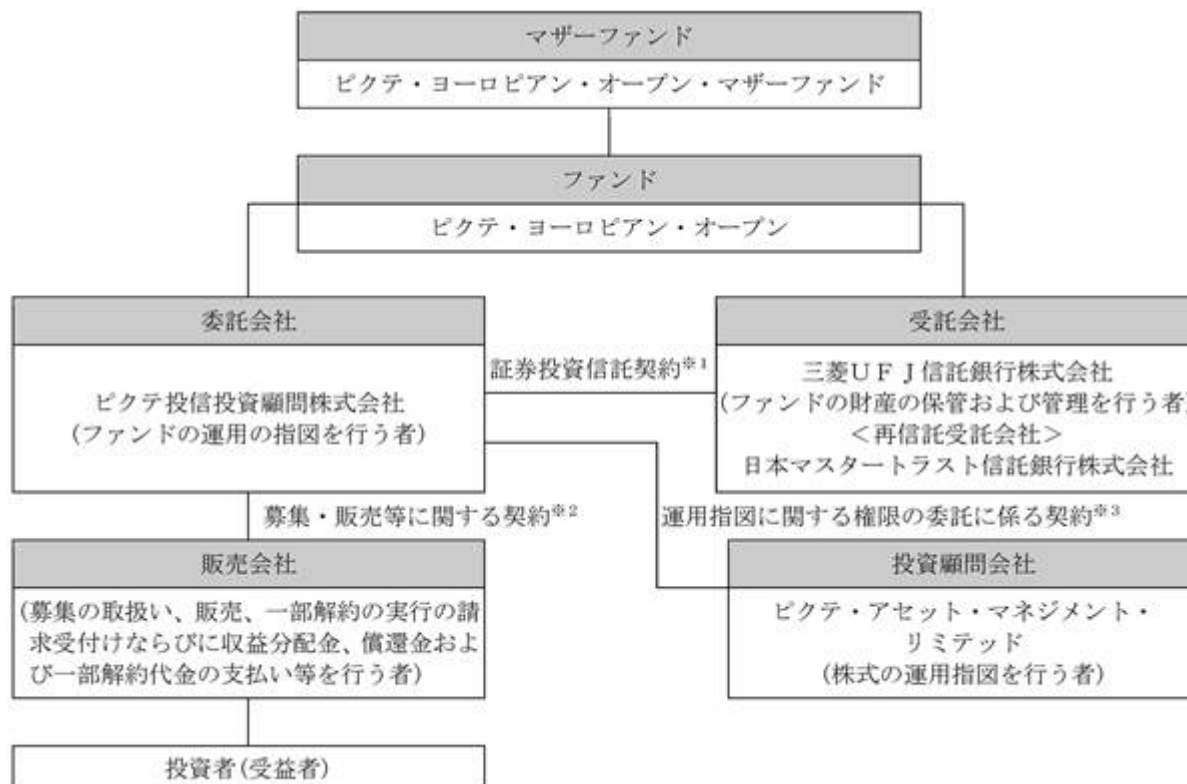 マザーファンド
ピクテ・ヨーロピアン・オープン・マザーファンド
ファンド
ピクテ・ヨーロピアン・オープン
委託会社
ピクテ投信投資顧問株式会社
(ファンドの運用の指図を行う者)
証券投資信託契約※1
受託会社
三菱ＵＦＪ信託銀行株式会社
(ファンドの財産の保管および管理を行う者)
＜再信託受託会社＞
日本マスタートラスト信託銀行株式会社
募集・販売等に関する契約※2
運用指図に関する権限の委託に係る契約※3
販売会社
(募集の取扱い、販売、一部解約の実行の請
求受付けならびに収益分配金、償還金およ
び一部解約代金の支払い等を行う者)
投資顧問会社
ピクテ・アセット・マネジメント・
リミテッド
(株式の運用指図を行う者)
投資者(受益者)